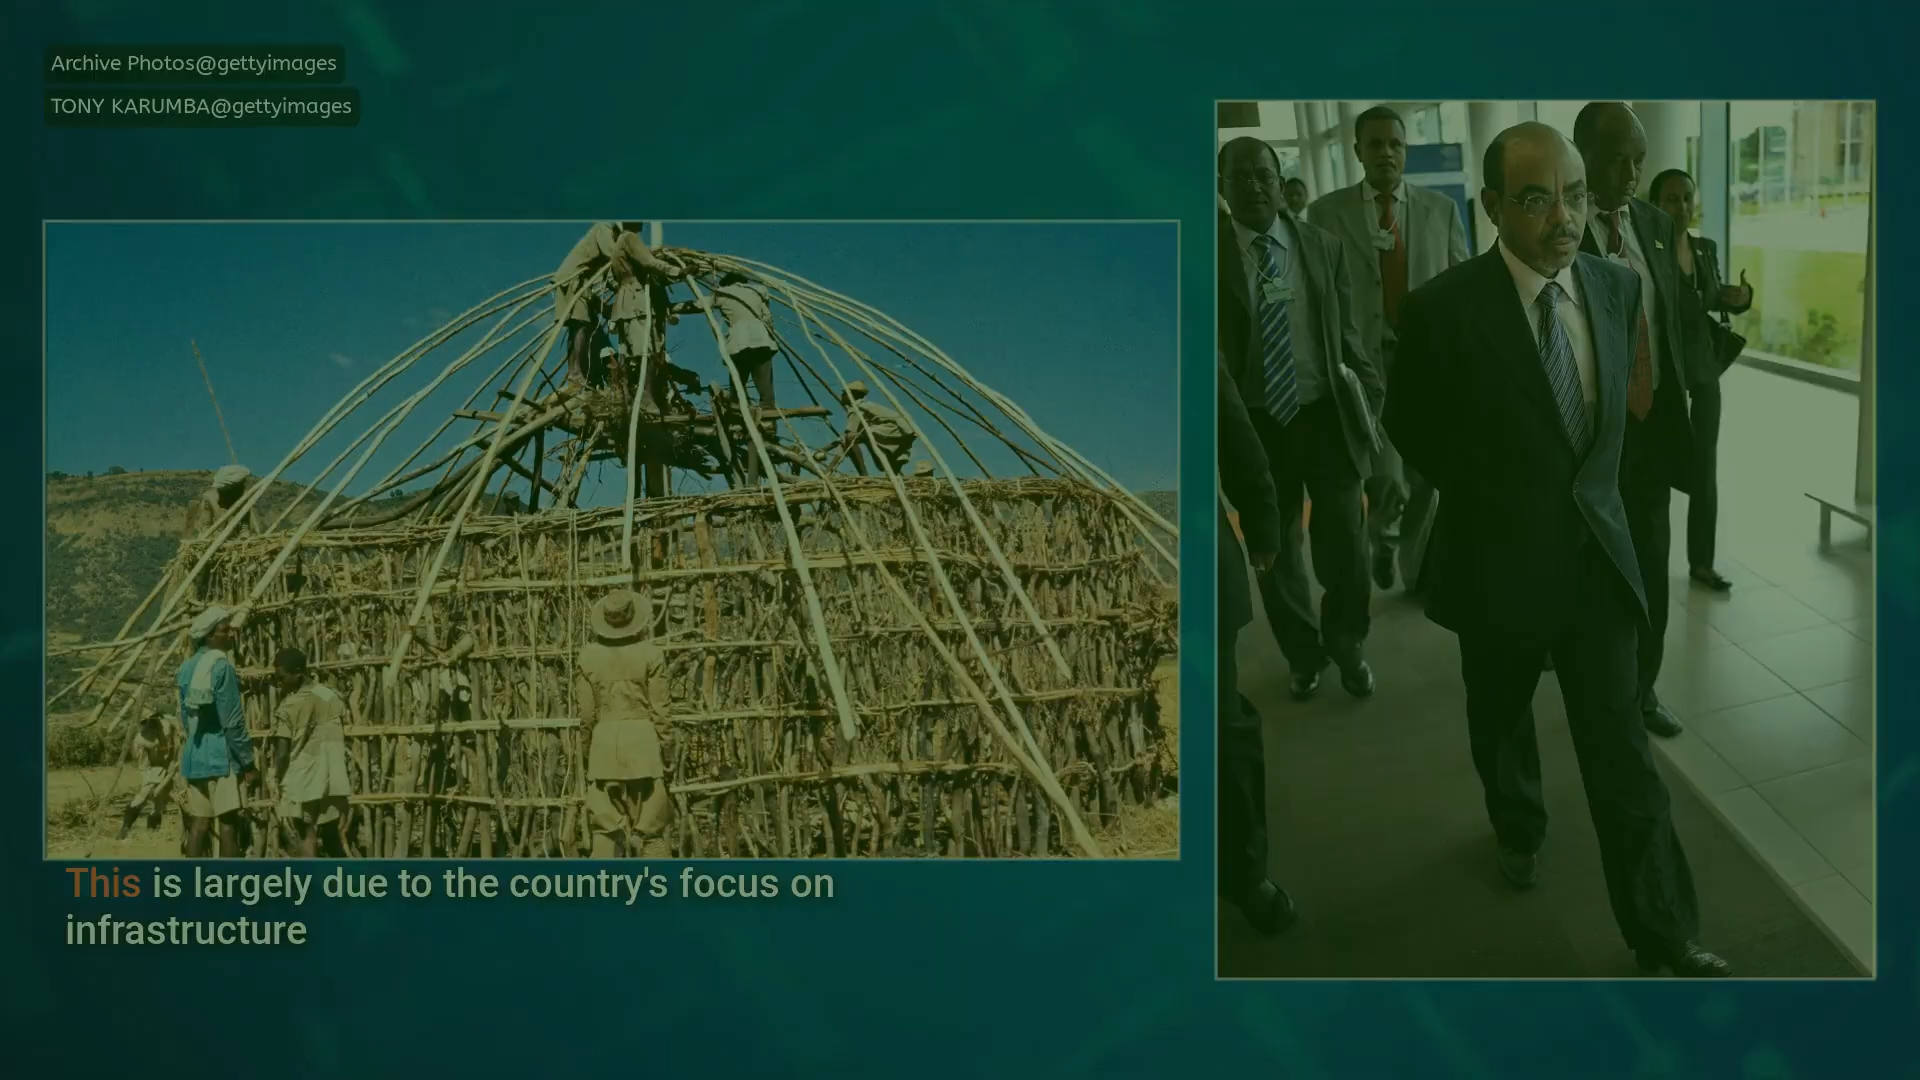 Archive Photos@gettyimages
TONY KARUMBA@gettyimages
This is largely due to the country's focus on
infrastructure